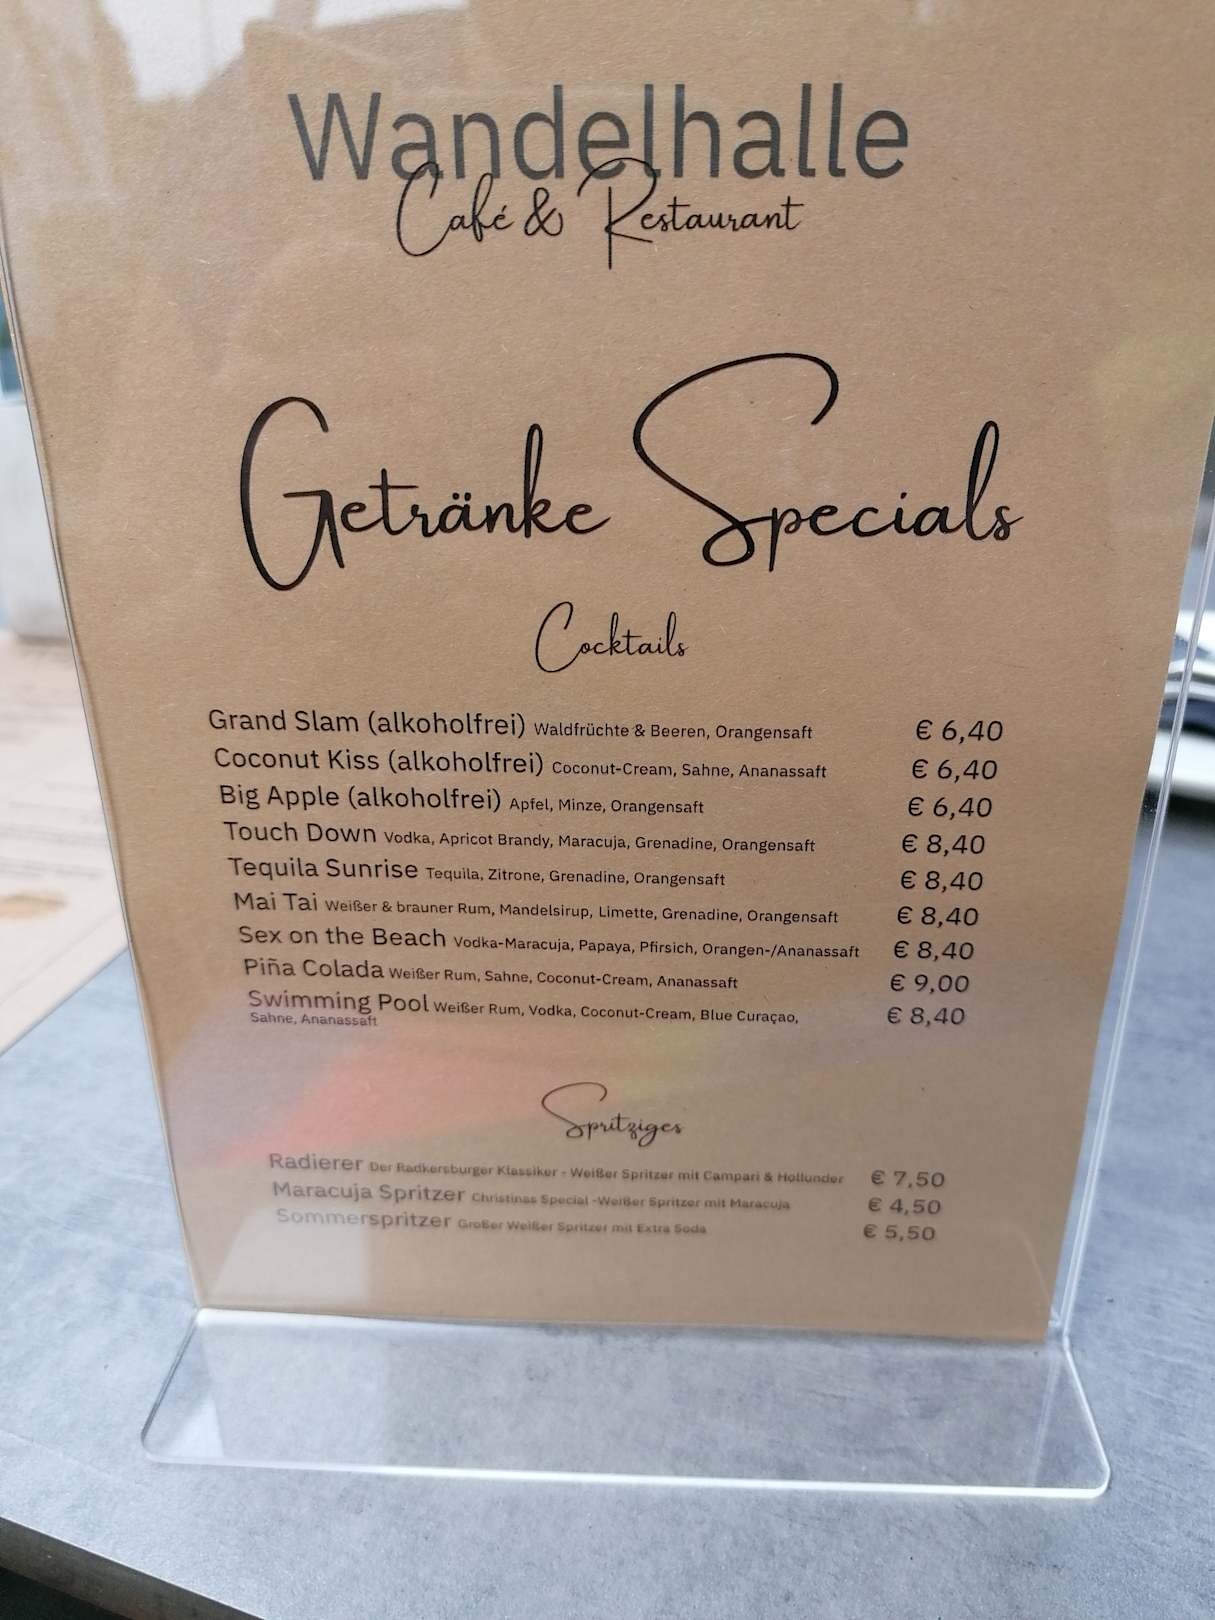 Wandelhalle
Café & Restaurant
Getränke Specials
Cocktails
Grand Slam (alkoholfrei) Waldfrüchte & Beeren, Orangensaft € 6,40
Coconut Kiss (alkoholfrei) Coconut-Cream, Sahne, Ananassaft € 6,40
Big Apple (alkoholfrei) Apfel, Minze, Orangensaft € 6,40
Touch Down Vodka, Apricot Brandy, Maracuja, Grenadine, Orangensaft € 8,40
Tequila Sunrise Tequila, Zitrone, Grenadine, Orangensaft € 8,40
Mai Tai Weißer & brauner Rum, Mandelsirup, Limette, Grenadine, Orangensaft € 8,40
Sex on the Beach Vodka-Maracuja, Papaya, Pfirsich, Orangen-/Ananassaft € 8,40
Piña Colada Weißer Rum, Sahne, Coconut-Cream, Ananassaft € 9,00
Swimming Pool Weißer Rum, Vodka, Coconut-Cream, Blue Curaçao, € 8,40
Sahne, Ananassaft
Spritziges
Radierer Der Radkersburger Klassiker - Weißer Spritzer mit Campari & Hollunder € 7,50
Maracuja Spritzer Christinas Special -Weißer Spritzer mit Maracuja € 4,50
Sommerspritzer Großer Weißer Spritzer mit Extra Soda € 5,50